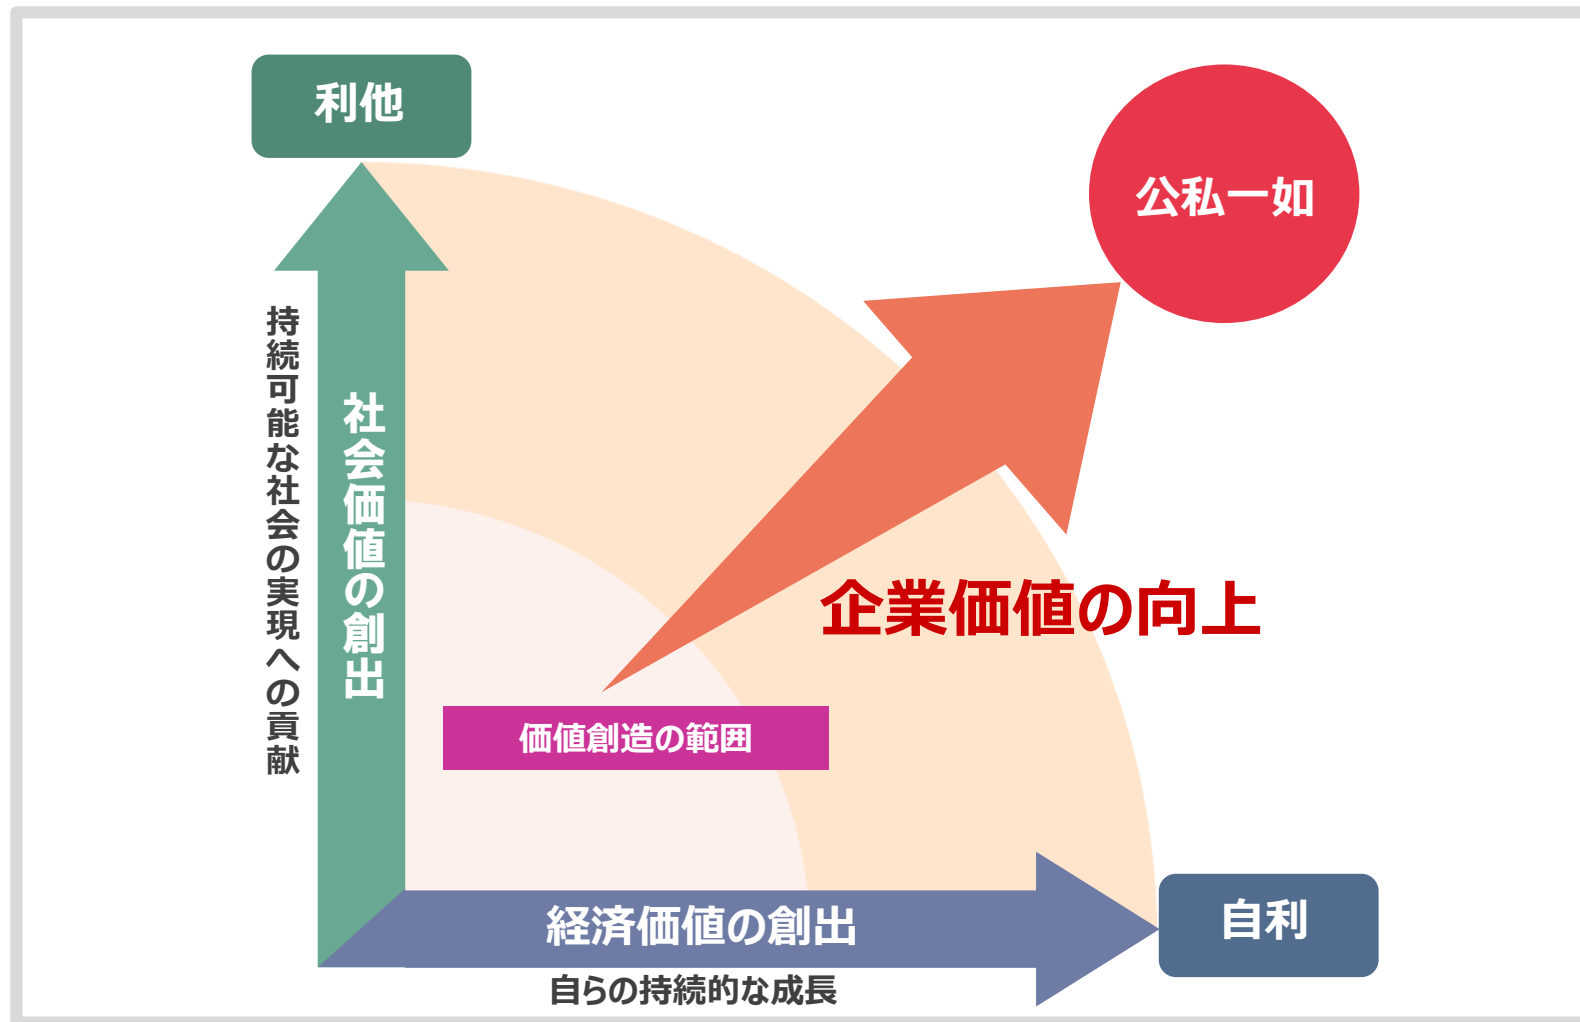 利他
公私一如
持続可能な社会の実現への貢献
社会価値の創出
企業価値の向上
価値創造の範囲
経済価値の創出
自利
自らの持続的な成長